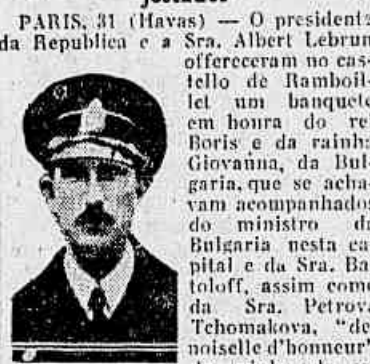 PARIS, 31 (Havas) — O president
da Republica e a Sra. Albert Lebrun
offereceram no cas-
tello de Ramboil-
let um banquete
em honra do re
Boris e da rainha
Giovanna, da Bul-
garia, que se acha-
vam acompanhados
do ministro da
Bulgaria nesta ca-
pital e da Sra. Ba-
toloff, assim como
da Sra. Petrova
Tchomakova, "de-
moiselle d'honneur"